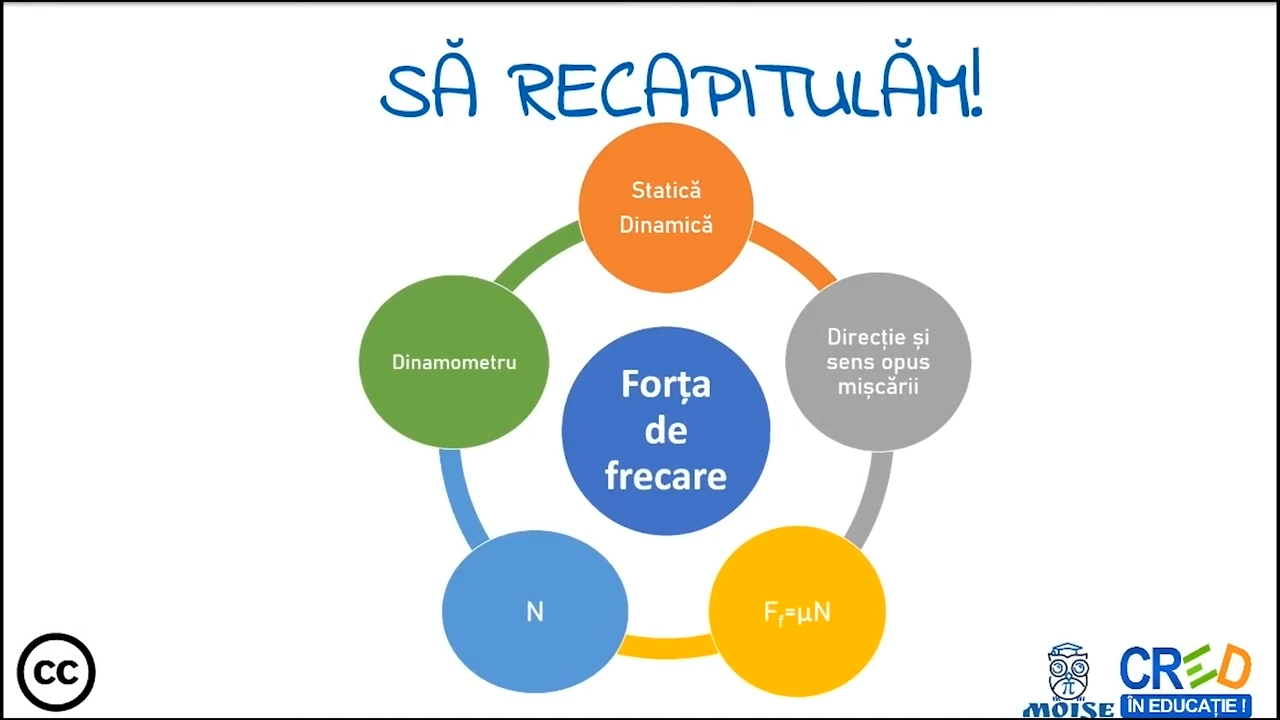 SĂ RECAPITULĂM!
Statică
Dinamică
Direcție și
sens opus
mișcării
Dinamometru
Forța
de
frecare
N
Ff=μN
cc
π
MOISE
CRED
ÎN EDUCAȚIE !